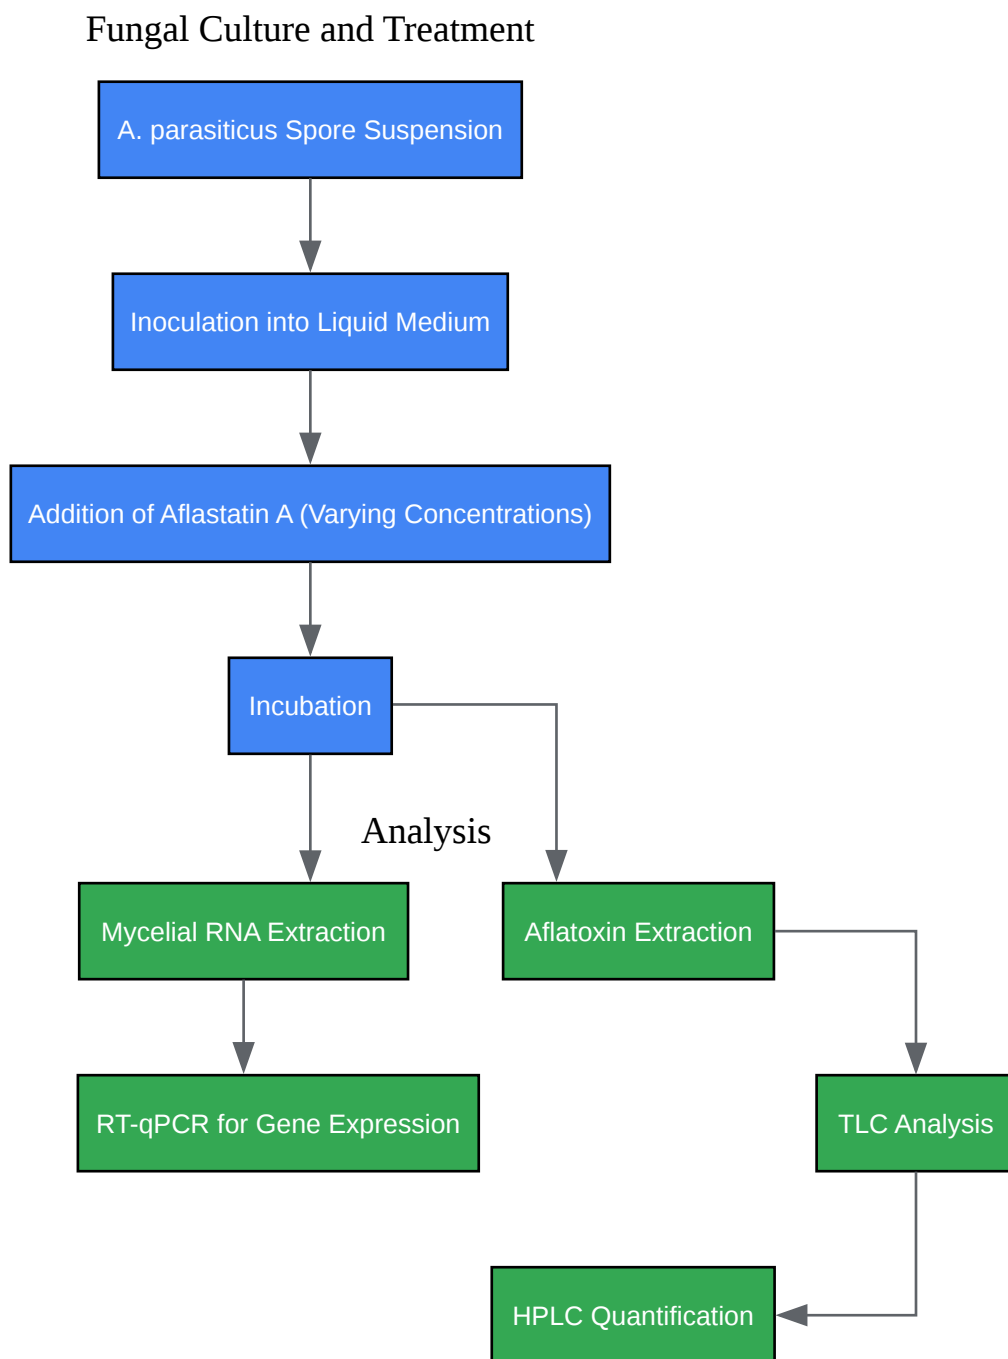 Fungal Culture and Treatment
A. parasiticus Spore Suspension
Inoculation into Liquid Medium
Addition of Aflastatin A (Varying Concentrations)
Incubation
Analysis
Mycelial RNA Extraction
Aflatoxin Extraction
RT-qPCR for Gene Expression
TLC Analysis
HPLC Quantification